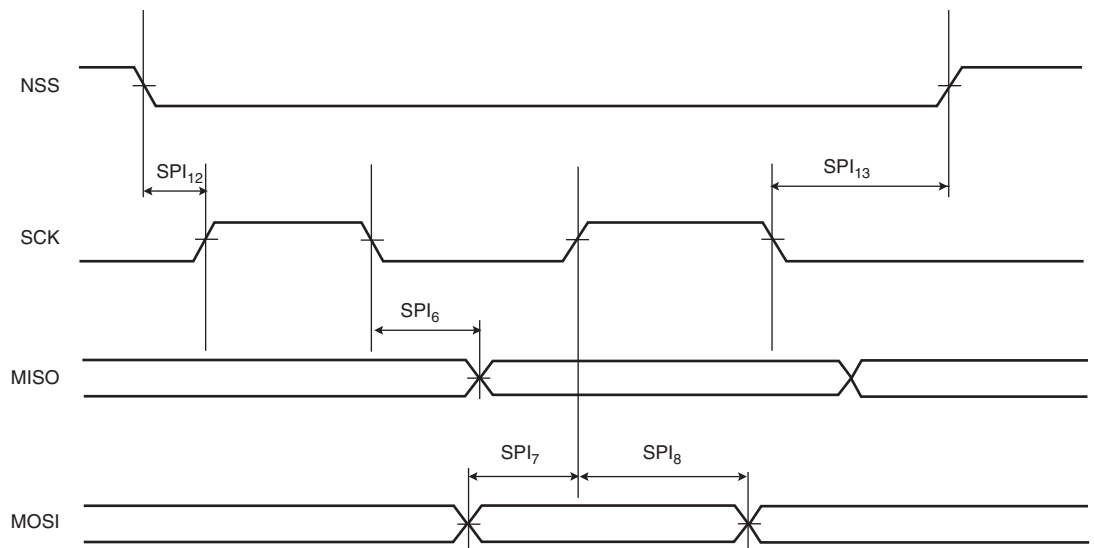 NSS
SPI₁₂
SPI₁₃
SCK
SPI₆
MISO
SPI₇
SPI₈
MOSI